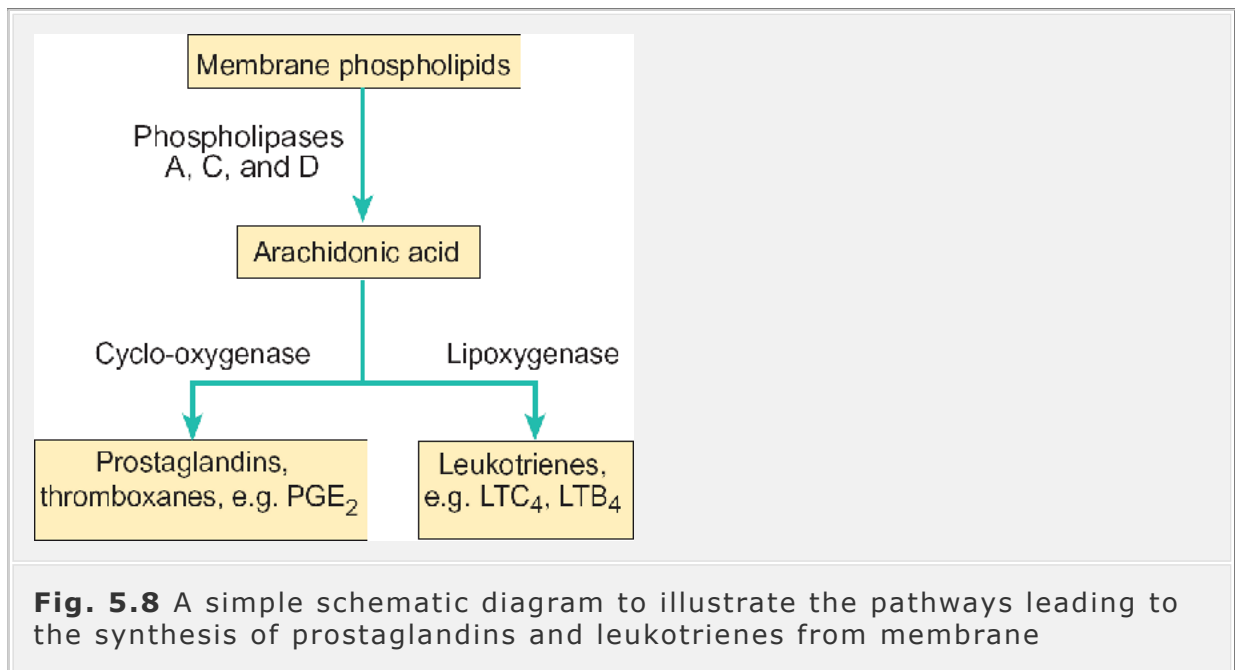 Membrane phospholipids
Phospholipases
A, C, and D
Arachidonic acid
Cyclo-oxygenase
Lipoxygenase
Prostaglandins,
thromboxanes, e.g. PGE₂
Leukotrienes,
e.g. LTC₄, LTB₄
Fig. 5.8 A simple schematic diagram to illustrate the pathways leading to
the synthesis of prostaglandins and leukotrienes from membrane